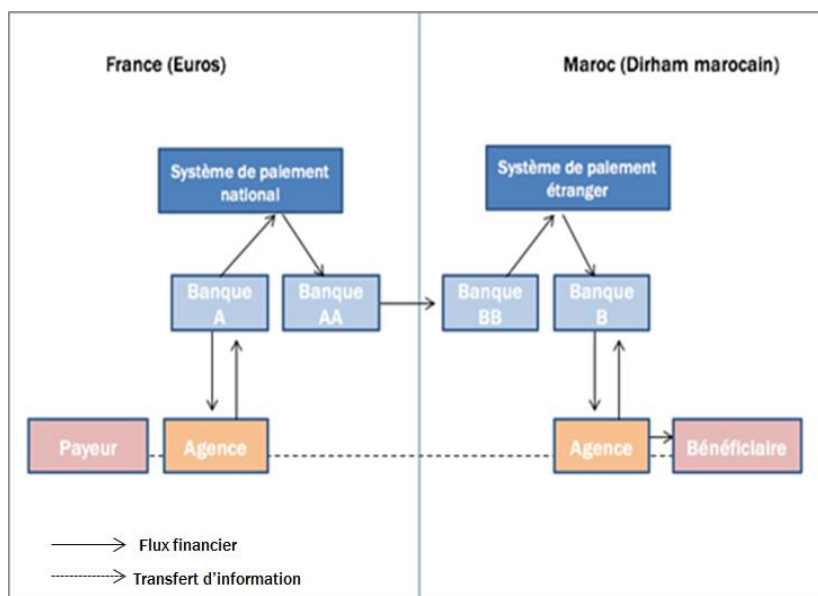 France (Euros)
Maroc (Dirham marocain)
Système de paiement
national
Système de paiement
étranger
Banque
A
Banque
AA
Banque
BB
Banque
B
Payeur
Agence
Agence
Bénéficiaire
Flux financier
Transfert d'information